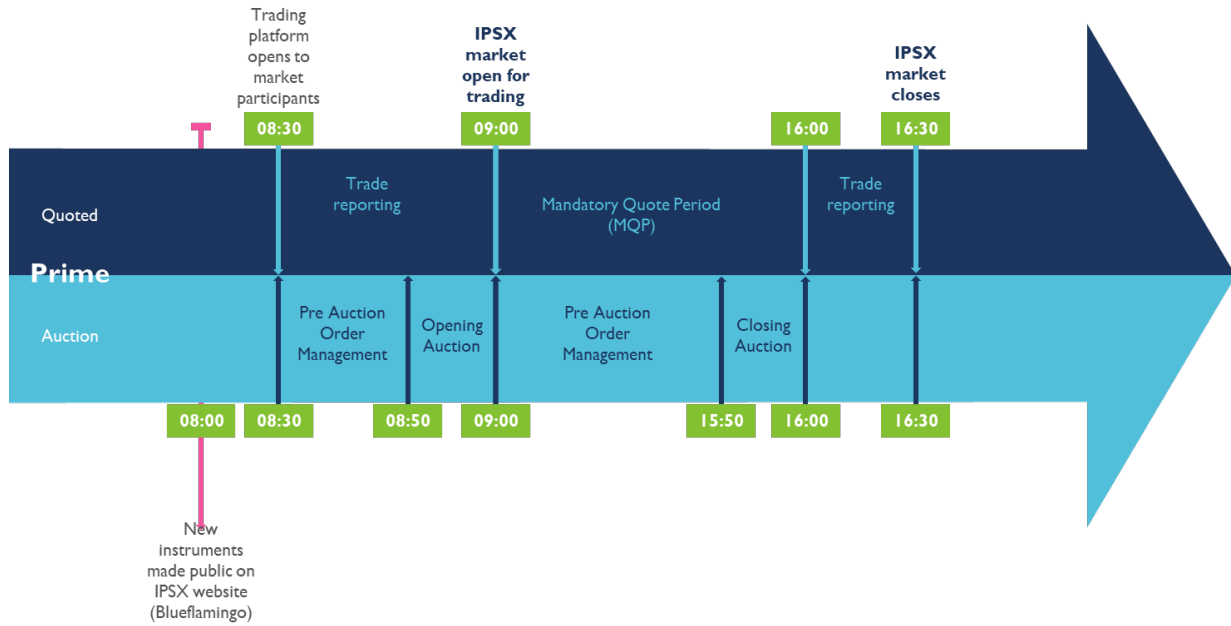 Trading
platform
opens to
market
participants
IPSX
market
open for
trading
IPSX
market
closes
08:30
09:00
16:00
16:30
Quoted
Trade
reporting
Mandatory Quote Period
(MQP)
Trade
reporting
Prime
Auction
Pre Auction
Order
Management
Opening
Auction
Pre Auction
Order
Management
Closing
Auction
08:00
08:30
08:50
09:00
15:50
16:00
16:30
New
instruments
made public on
IPSX website
(Blueflamingo)